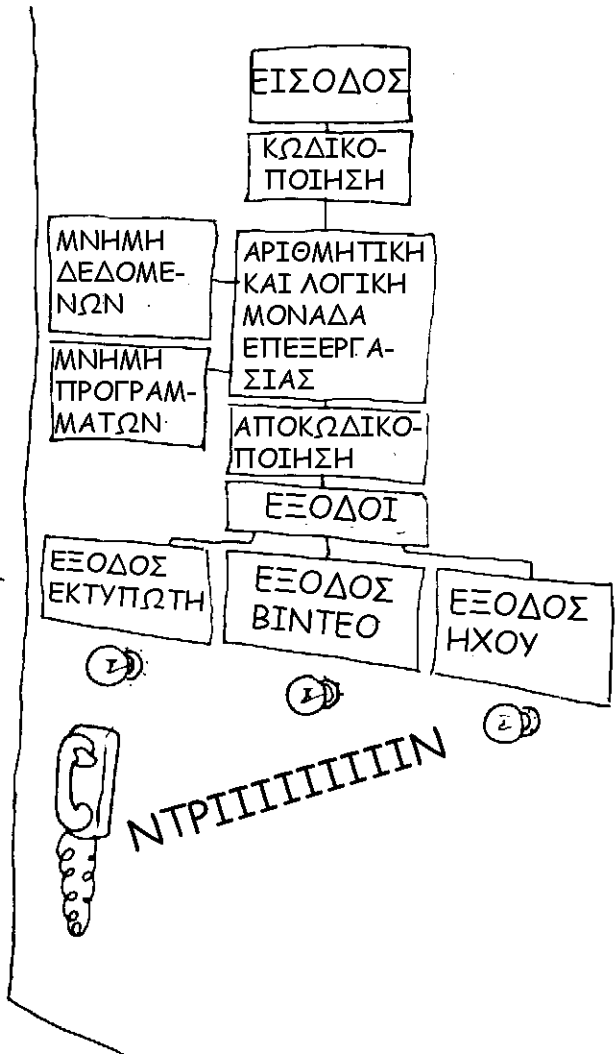 ΕΙΣΟΔΟΣ
ΚΩΔΙΚΟ-
ΠΟΙΗΣΗ
ΜΝΗΜΗ
ΔΕΔΟΜΕ-
ΝΩΝ
ΑΡΙΘΜΗΤΙΚΗ
ΚΑΙ ΛΟΓΙΚΗ
ΜΟΝΑΔΑ
ΕΠΕΞΕΡΓΑ-
ΣΙΑΣ
ΜΝΗΜΗ
ΠΡΟΓΡΑΜ-
ΜΑΤΩΝ
ΑΠΟΚΩΔΙΚΟ-
ΠΟΙΗΣΗ
ΕΞΟΔΟΙ
ΕΞΟΔΟΣ
ΕΚΤΥΠΩΤΗ
ΕΞΟΔΟΣ
ΒΙΝΤΕΟ
ΕΞΟΔΟΣ
ΗΧΟΥ
ΝΤΡΙΙΙΙΙΙΙΙΙΝ